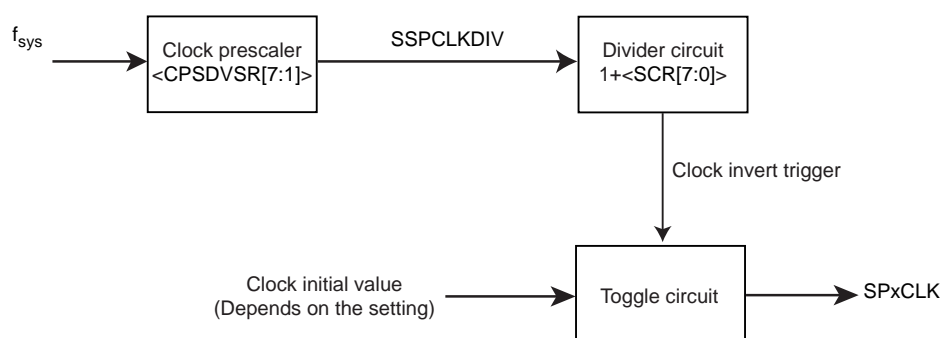 f_sys
Clock prescaler
<CPSDVSR[7:1]>
SSPCLKDIV
Divider circuit
1+<SCR[7:0]>
Clock invert trigger
Clock initial value
(Depends on the setting)
Toggle circuit
SPxCLK